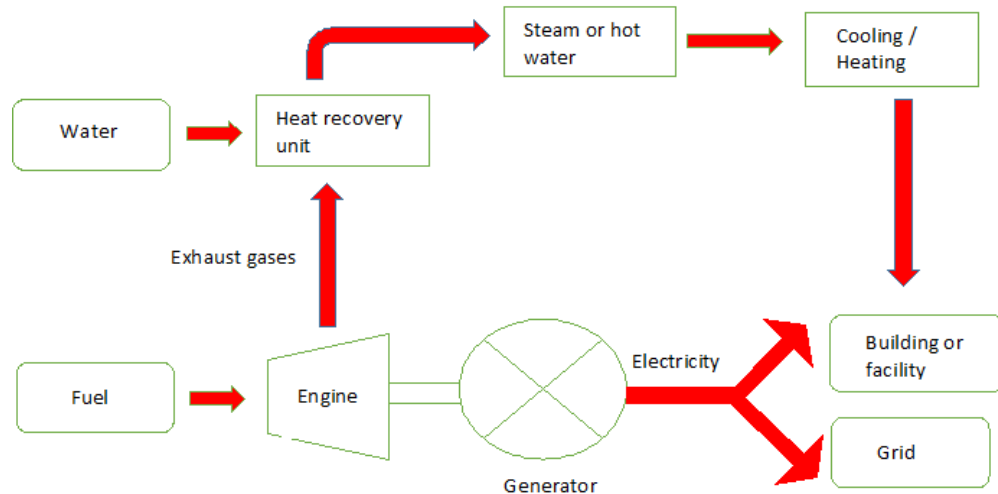 Steam or hot
water
Cooling /
Heating
Water
Heat recovery
unit
Exhaust gases
Fuel
Engine
Generator
Electricity
Building or
facility
Grid